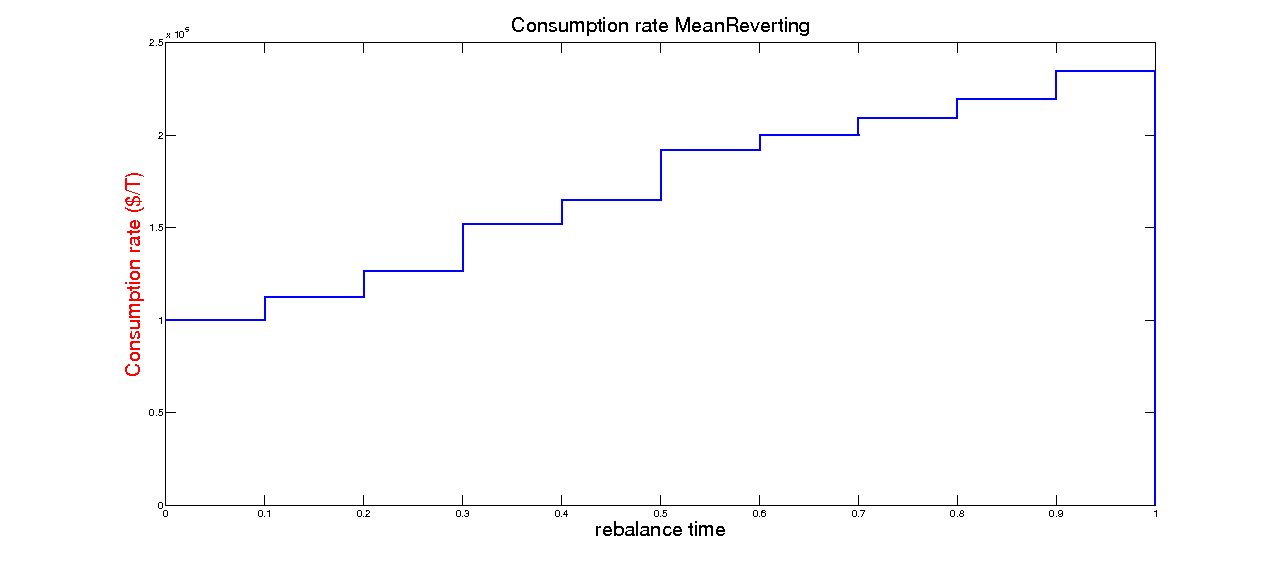 Consumption rate MeanReverting
x 10^5
2.5
2
1.5
1
0.5
0
Consumption rate ($/T)
0 0.1 0.2 0.3 0.4 0.5 0.6 0.7 0.8 0.9 1
rebalance time